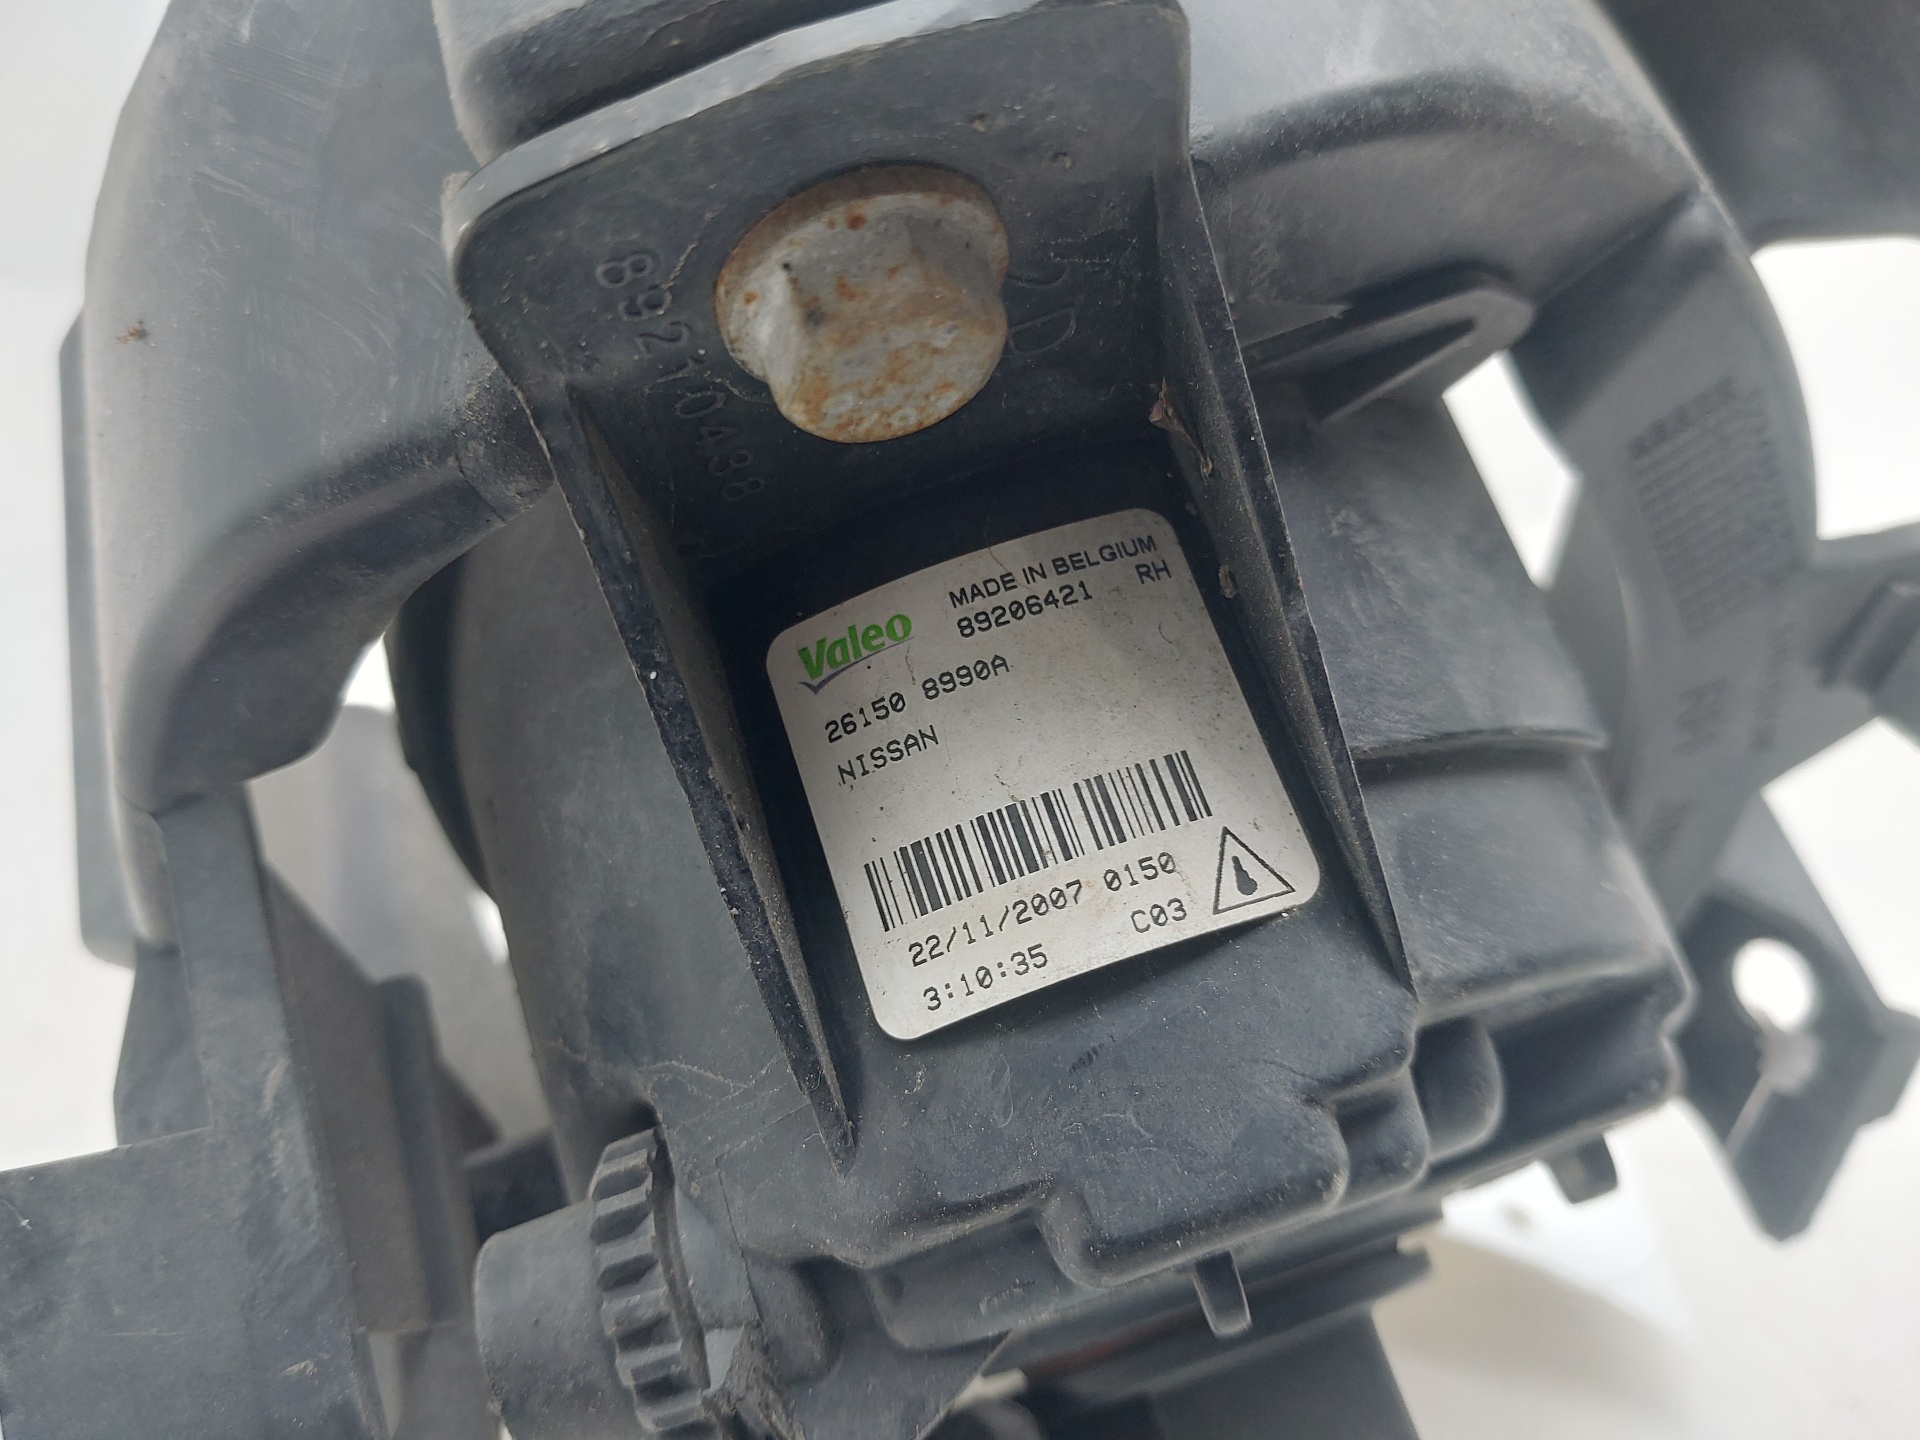 89210438
Valeo
MADE IN BELGIUM
89206421 RH
26150 8990A
NISSAN
22/11/2007 0150
3:10:35 C03